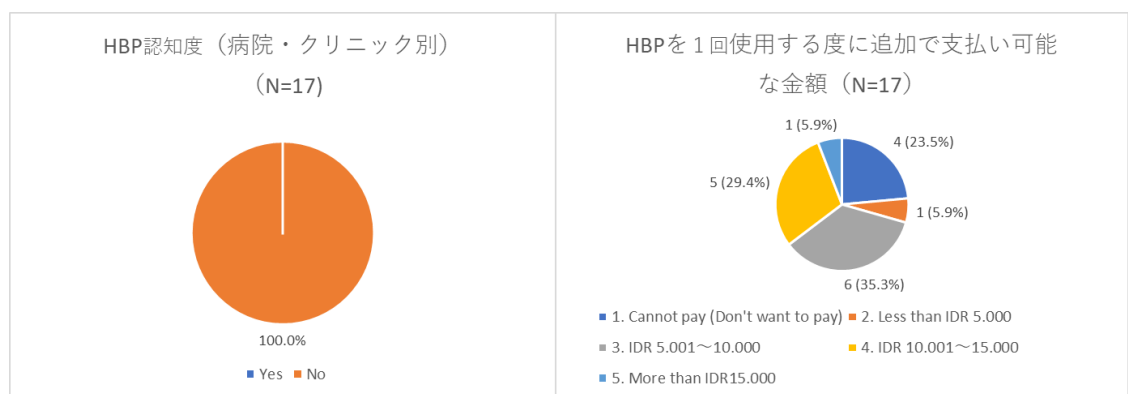 HBP認知度（病院・クリニック別）
（N=17)
100.0%
Yes No
HBPを１回使用する度に追加で支払い可能
な金額（N=17）
1 (5.9%)
4 (23.5%)
5 (29.4%)
1 (5.9%)
6 (35.3%)
1. Cannot pay (Don't want to pay) 2. Less than IDR 5.000
3. IDR 5.001～10.000 4. IDR 10.001～15.000
5. More than IDR15.000